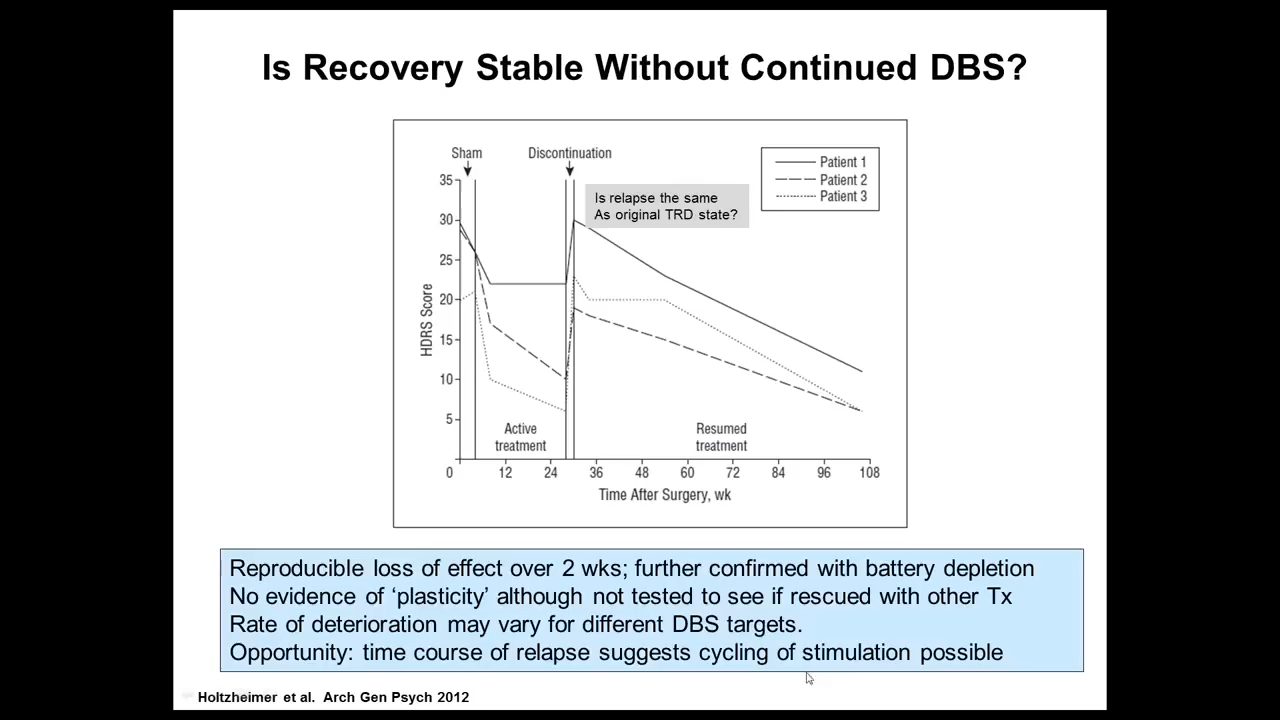 Is Recovery Stable Without Continued DBS?
Sham
Discontinuation
Patient 1
Patient 2
Patient 3
Is relapse the same
As original TRD state?
35
30
25
20
15
10
5
HDRS Score
Active
treatment
Resumed
treatment
0 12 24 36 48 60 72 84 96 108
Time After Surgery, wk
Reproducible loss of effect over 2 wks; further confirmed with battery depletion
No evidence of ‘plasticity’ although not tested to see if rescued with other Tx
Rate of deterioration may vary for different DBS targets.
Opportunity: time course of relapse suggests cycling of stimulation possible
Holtzheimer et al. Arch Gen Psych 2012